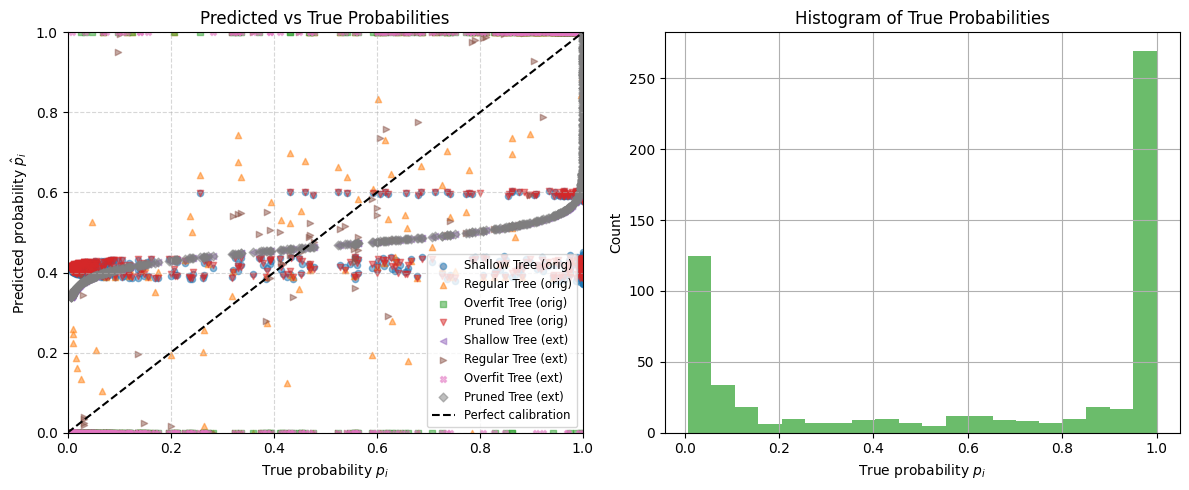 Predicted vs True Probabilities
1.0
0.8
0.6
0.4
0.2
0.0
Predicted probability p̂ᵢ
0.0 0.2 0.4 0.6 0.8 1.0
True probability pᵢ
Shallow Tree (orig)
Regular Tree (orig)
Overfit Tree (orig)
Pruned Tree (orig)
Shallow Tree (ext)
Regular Tree (ext)
Overfit Tree (ext)
Pruned Tree (ext)
Perfect calibration
Histogram of True Probabilities
250
200
150
100
50
0
Count
0.0 0.2 0.4 0.6 0.8 1.0
True probability pᵢ